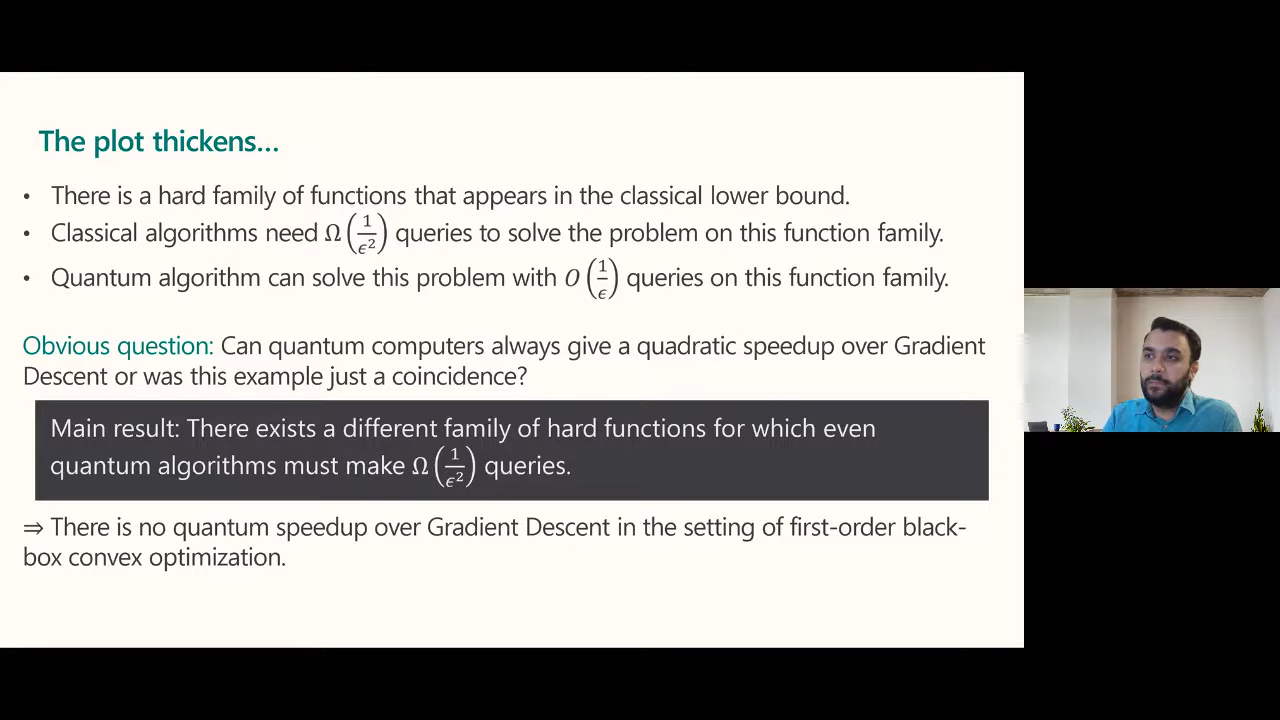 The plot thickens…
• There is a hard family of functions that appears in the classical lower bound.
• Classical algorithms need Ω(1/ϵ²) queries to solve the problem on this function family.
• Quantum algorithm can solve this problem with O(1/ϵ) queries on this function family.
Obvious question: Can quantum computers always give a quadratic speedup over Gradient
Descent or was this example just a coincidence?
Main result: There exists a different family of hard functions for which even
quantum algorithms must make Ω(1/ϵ²) queries.
⇒ There is no quantum speedup over Gradient Descent in the setting of first-order black-
box convex optimization.